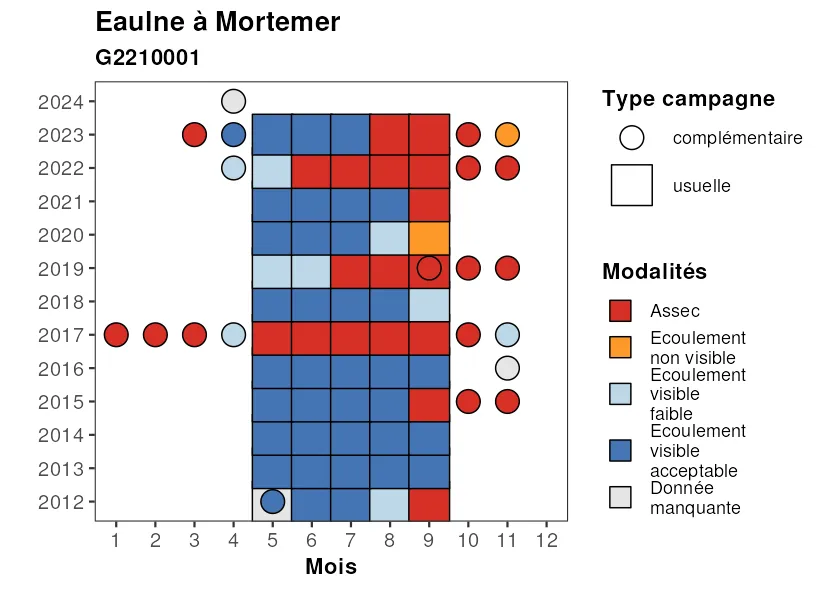 Eaulne à Mortemer
G2210001
2024
2023
2022
2021
2020
2019
2018
2017
2016
2015
2014
2013
2012
1 2 3 4 5 6 7 8 9 10 11 12
Mois
Type campagne
complémentaire
usuelle
Modalités
Assec
Ecoulement
non visible
Ecoulement
visible
faible
Ecoulement
visible
acceptable
Donnée
manquante